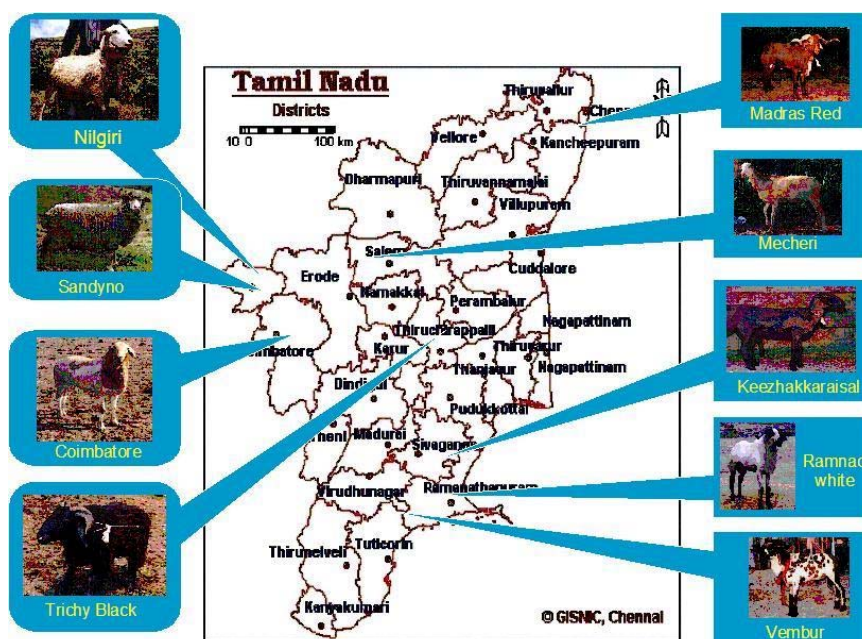 Tamil Nadu
Districts
10 0 100 km
Nilgiri
Sandyno
Coimbatore
Trichy Black
Madras Red
Mecheri
Keezhakkaraisal
Ramnad
white
Vembur
Thiruvallur
Vellore
Kancheepuram
Dharmapuri
Thiruvannamalai
Villupuram
Salem
Cuddalore
Erode
Namakkal
Perambalur
Nagapattinam
Thiruchirappalli
Karur
Thiruvarur
Thanjavur
Nagapattinam
Dindigul
Pudukkottai
Theni
Madurai
Virudhunagar
Ramanathapuram
Thirunelveli
Tuticorin
Kanyakumari
© GISNIC, Chennai